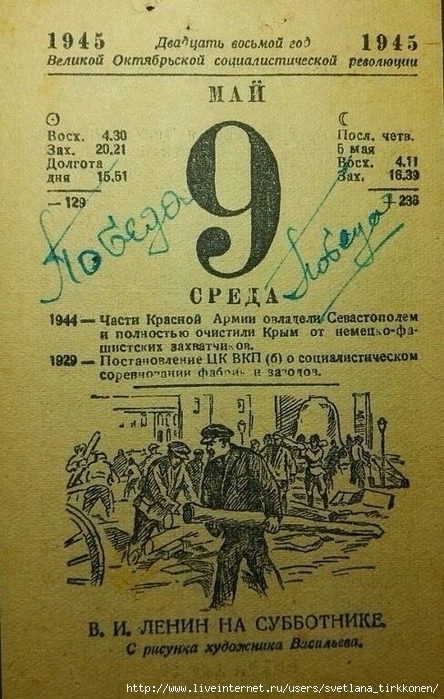 1945 Двадцать восьмой год 1945
Великой Октябрьской социалистической революции
МАЙ
Восх. 4.30
Зах. 20.21
Долгота
дня 15.51
—129
9
Посл. четв.
5 мая
Восх. 4.11
Зах. 16.39
—236
Победа
Победа
СРЕДА
1944— Части Красной Армии овладели Севастополем
и полностью очистили Крым от немецко-фа-
шистских захватчиков.
1929— Постановление ЦК ВКП (б) о социалистическом
соревновании фабрик и заводов.
В. И. ЛЕНИН НА СУББОТНИКЕ.
С рисунка художника Васильева.
http://www.liveinternet.ru/users/svetlana_tirkkonen/